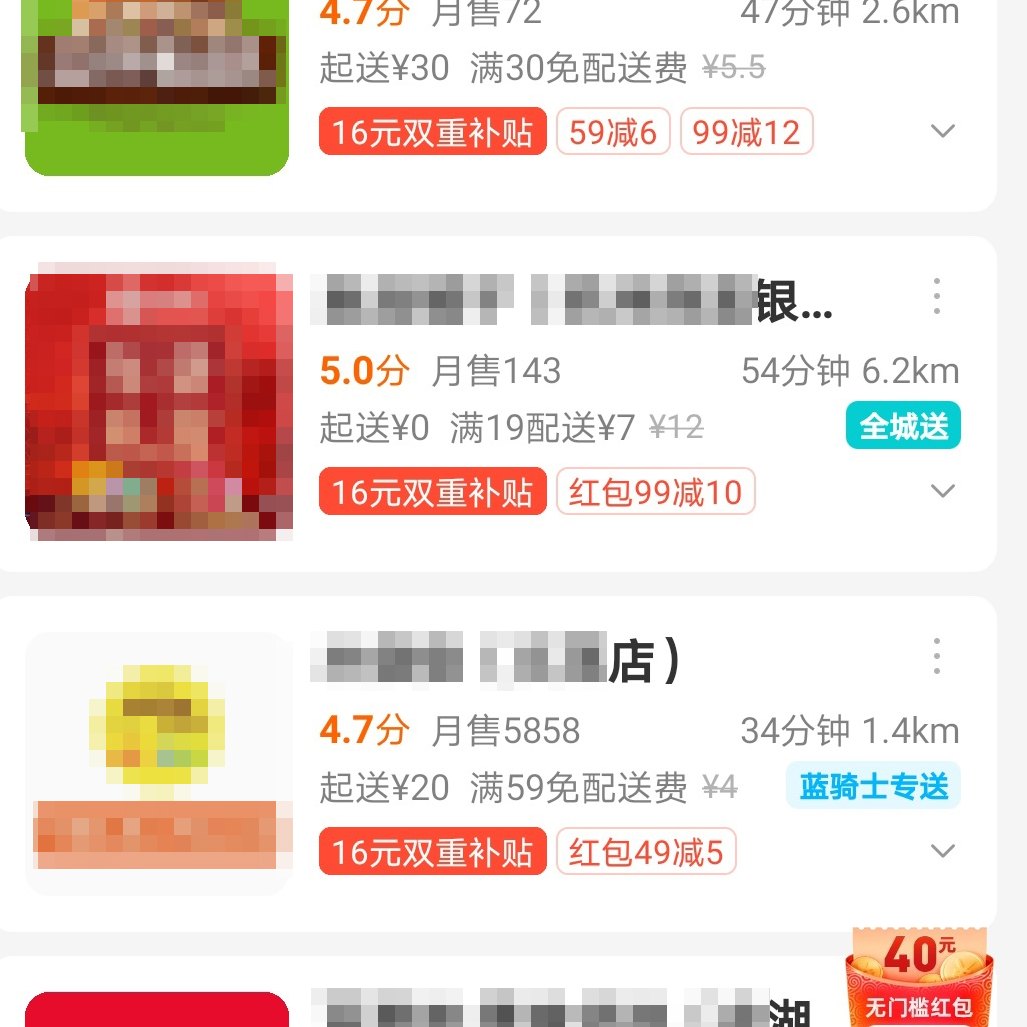 4.7分 月售72 47分钟 2.6km
起送¥30 满30免配送费 ¥5.5
16元双重补贴 59减6 99减12
银...
5.0分 月售143 54分钟 6.2km
起送¥0 满19配送¥7 ¥12 全城送
16元双重补贴 红包99减10
店)
4.7分 月售5858 34分钟 1.4km
起送¥20 满59免配送费 ¥4 蓝骑士专送
16元双重补贴 红包49减5
40元
无门槛红包
湖